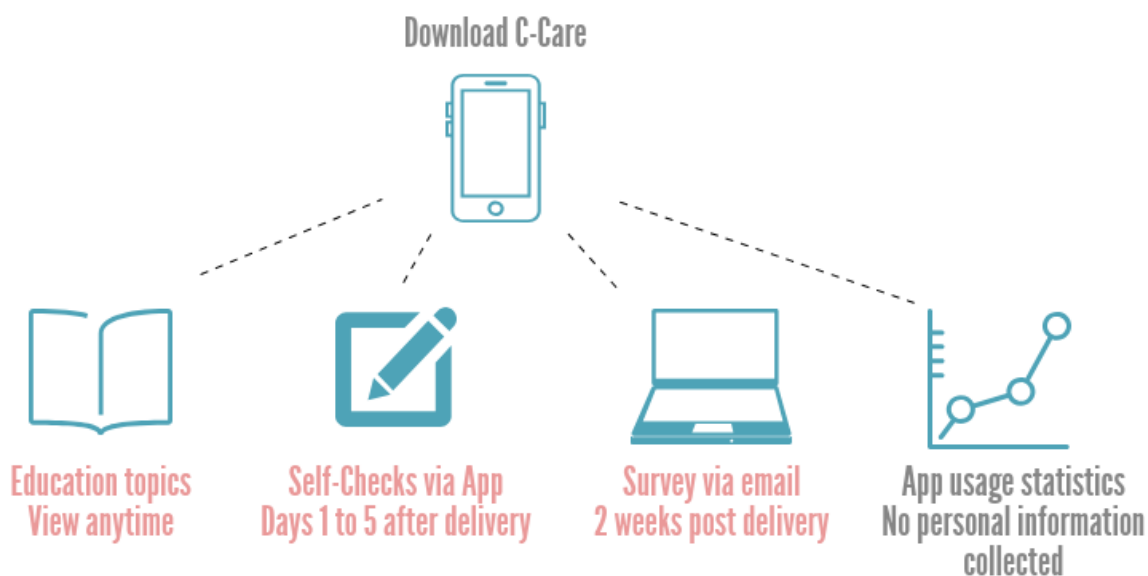 Download C-Care
Education topics
View anytime
Self-Checks via App
Days 1 to 5 after delivery
Survey via email
2 weeks post delivery
App usage statistics
No personal information
collected